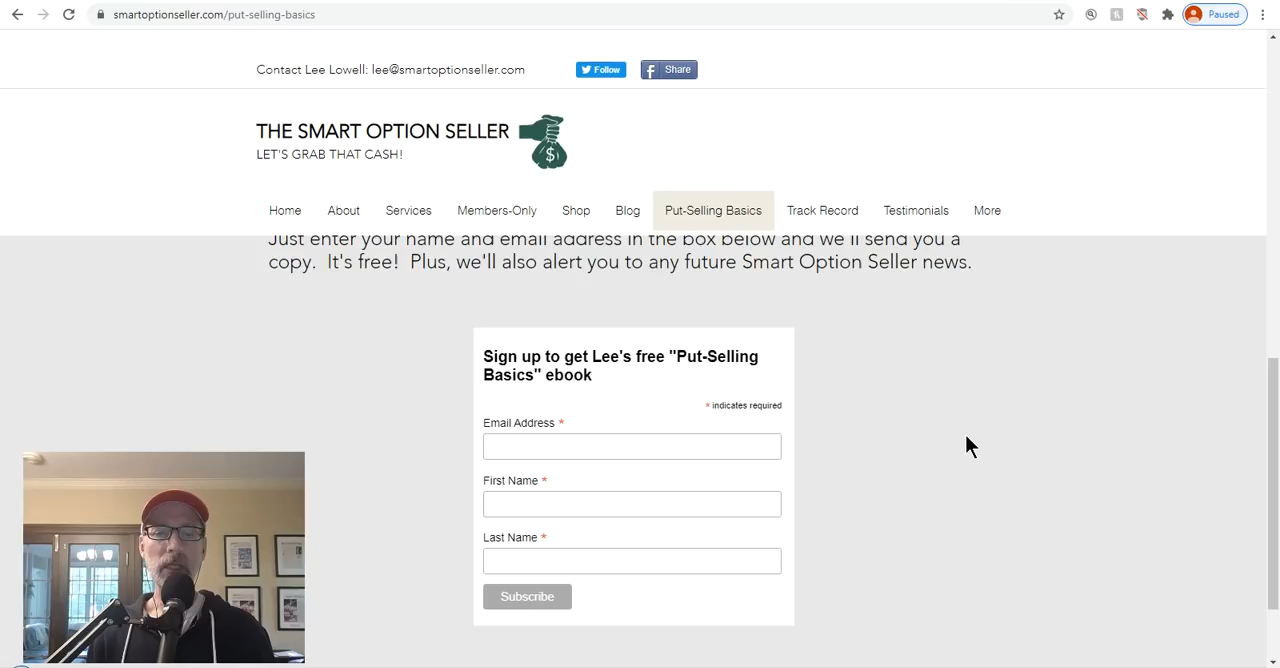 smartoptionseller.com/put-selling-basics
Paused
Contact Lee Lowell: lee@smartoptionseller.com
Follow
Share
THE SMART OPTION SELLER
LET'S GRAB THAT CASH!
$
Home About Services Members-Only Shop Blog Put-Selling Basics Track Record Testimonials More
Just enter your name and email address in the box below and we'll send you a
copy. It's free! Plus, we'll also alert you to any future Smart Option Seller news.
Sign up to get Lee's free "Put-Selling
Basics" ebook
* indicates required
Email Address *
First Name *
Last Name *
Subscribe